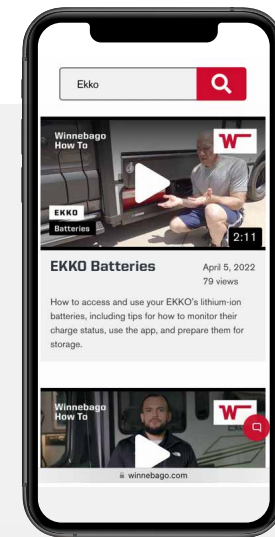 Ekko
Winnebago
How To
W
EKKO
Batteries
2:11
EKKO Batteries
April 5, 2022
79 views
How to access and use your EKKO's lithium-ion
batteries, including tips for how to monitor their
charge status, use the app, and prepare them for
storage.
Winnebago
How To
W
winnebago.com